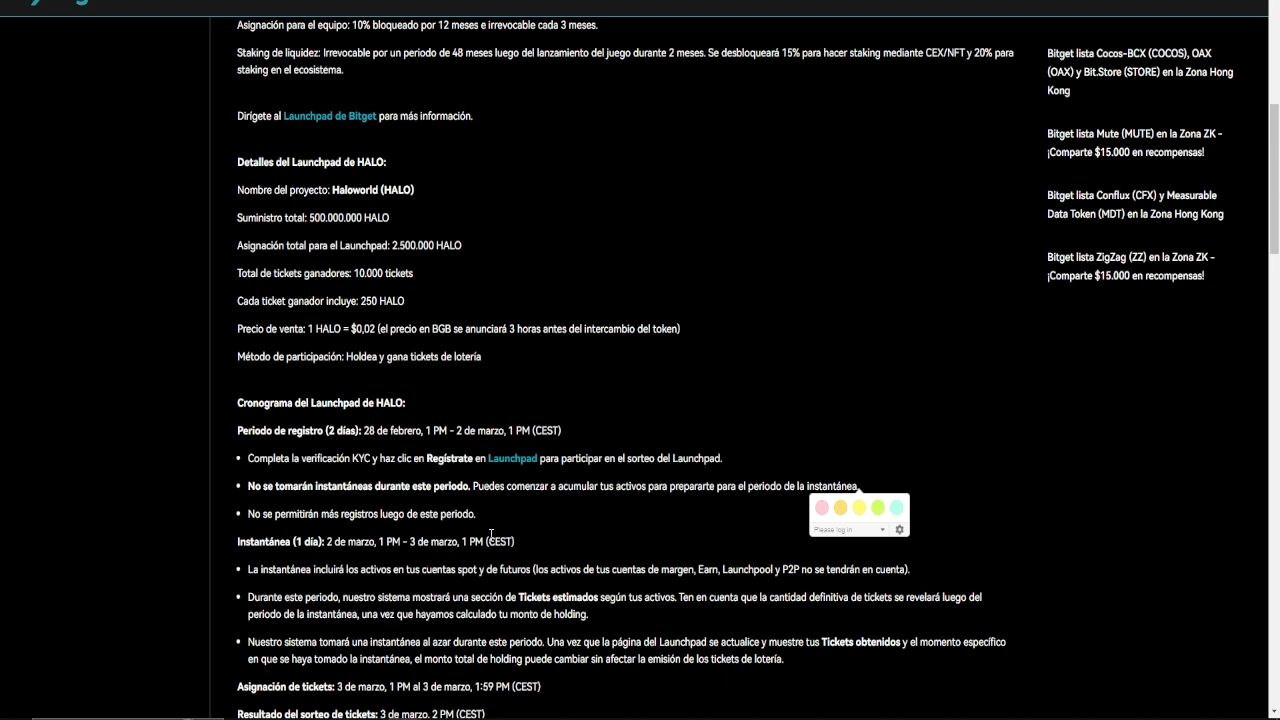 Asignación para el equipo: 10% bloqueado por 12 meses e irrevocable cada 3 meses.
Staking de liquidez: Irrevocable por un periodo de 48 meses luego del lanzamiento del juego durante 2 meses. Se desbloqueará 15% para hacer staking mediante CEX/NFT y 20% para
staking en el ecosistema.
Dirígete al Launchpad de Bitget para más información.
Detalles del Launchpad de HALO:
Nombre del proyecto: Haloworld (HALO)
Suministro total: 500.000.000 HALO
Asignación total para el Launchpad: 2.500.000 HALO
Total de tickets ganadores: 10.000 tickets
Cada ticket ganador incluye: 250 HALO
Precio de venta: 1 HALO = $0,02 (el precio en BGB se anunciará 3 horas antes del intercambio del token)
Método de participación: Holdea y gana tickets de lotería
Cronograma del Launchpad de HALO:
Periodo de registro (2 días): 28 de febrero, 1 PM - 2 de marzo, 1 PM (CEST)
• Completa la verificación KYC y haz clic en Regístrate en Launchpad para participar en el sorteo del Launchpad.
• No se tomarán instantáneas durante este periodo. Puedes comenzar a acumular tus activos para prepararte para el periodo de la instantánea.
• No se permitirán más registros luego de este periodo.
Instantánea (1 día): 2 de marzo, 1 PM - 3 de marzo, 1 PM (CEST)
• La instantánea incluirá los activos en tus cuentas spot y de futuros (los activos de tus cuentas de margen, Earn, Launchpool y P2P no se tendrán en cuenta).
• Durante este periodo, nuestro sistema mostrará una sección de Tickets estimados según tus activos. Ten en cuenta que la cantidad definitiva de tickets se revelará luego del
periodo de la instantánea, una vez que hayamos calculado tu monto de holding.
• Nuestro sistema tomará una instantánea al azar durante este periodo. Una vez que la página del Launchpad se actualice y muestre tus Tickets obtenidos y el momento específico
en que se haya tomado la instantánea, el monto total de holding puede cambiar sin afectar la emisión de los tickets de lotería.
Asignación de tickets: 3 de marzo, 1 PM al 3 de marzo, 1:59 PM (CEST)
Resultado del sorteo de tickets: 3 de marzo, 2 PM (CEST)
Please log in
Bitget lista Cocos-BCX (COCOS), OAX
(OAX) y Bit.Store (STORE) en la Zona Hong
Kong
Bitget lista Mute (MUTE) en la Zona ZK -
¡Comparte $15.000 en recompensas!
Bitget lista Conflux (CFX) y Measurable
Data Token (MDT) en la Zona Hong Kong
Bitget lista ZigZag (ZZ) en la Zona ZK -
¡Comparte $15.000 en recompensas!